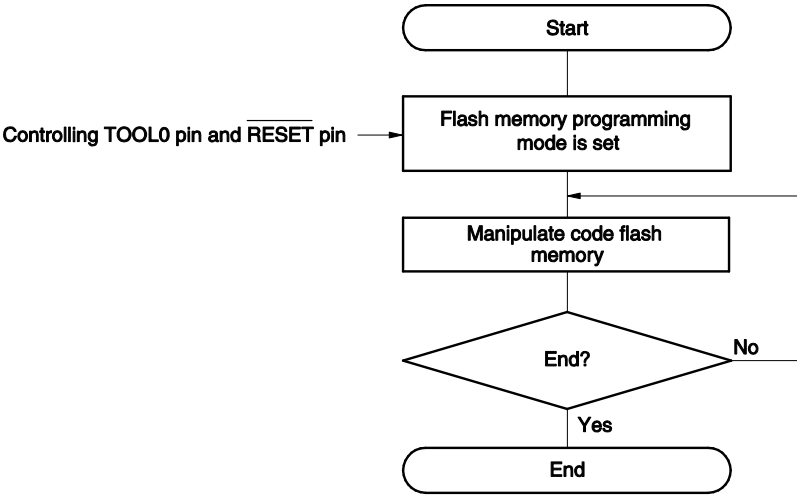 Start
Flash memory programming
mode is set
Controlling TOOL0 pin and RESET pin
Manipulate code flash
memory
End?
No
Yes
End